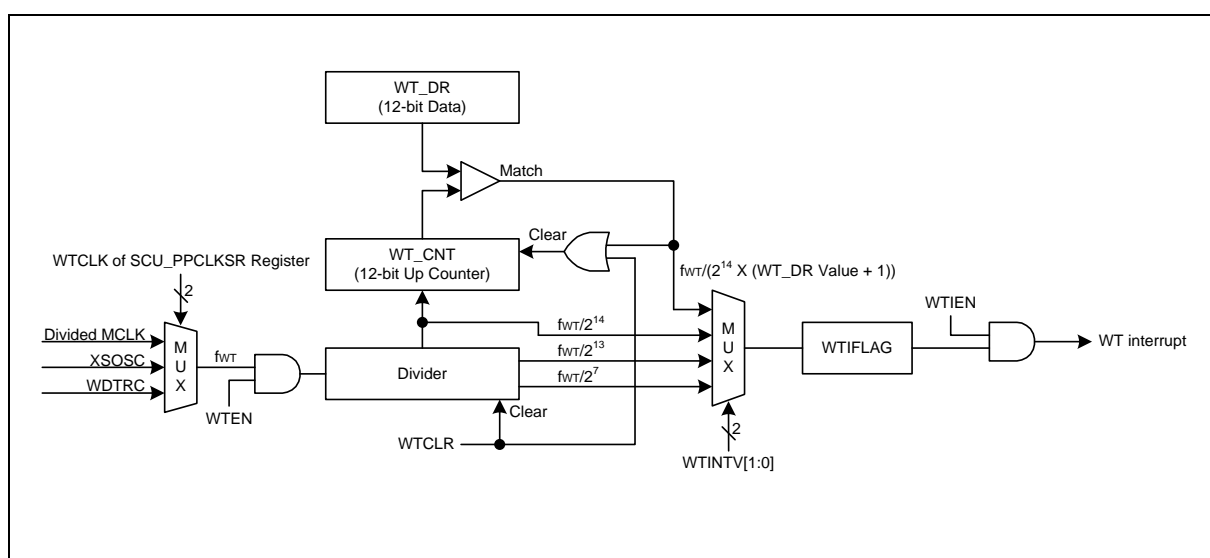 WT_DR
(12-bit Data)
Match
Clear
WT_CNT
(12-bit Up Counter)
WTCLK of SCU_PPCLKSR Register
2
fWT/(2^14 X (WT_DR Value + 1))
Divided MCLK
XSOSC
WDTRC
M
U
X
fWT
WTEN
Divider
fWT/2^14
fWT/2^13
fWT/2^7
Clear
WTCLR
M
U
X
2
WTINTV[1:0]
WTIFLAG
WTIEN
WT interrupt